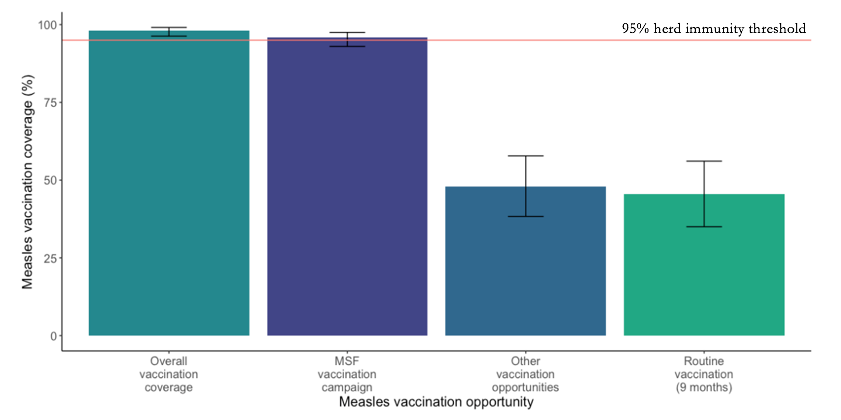 95% herd immunity threshold
Measles vaccination coverage (%)
100
75
50
25
0
Overall
vaccination
coverage
MSF
vaccination
campaign
Other
vaccination
opportunities
Routine
vaccination
(9 months)
Measles vaccination opportunity